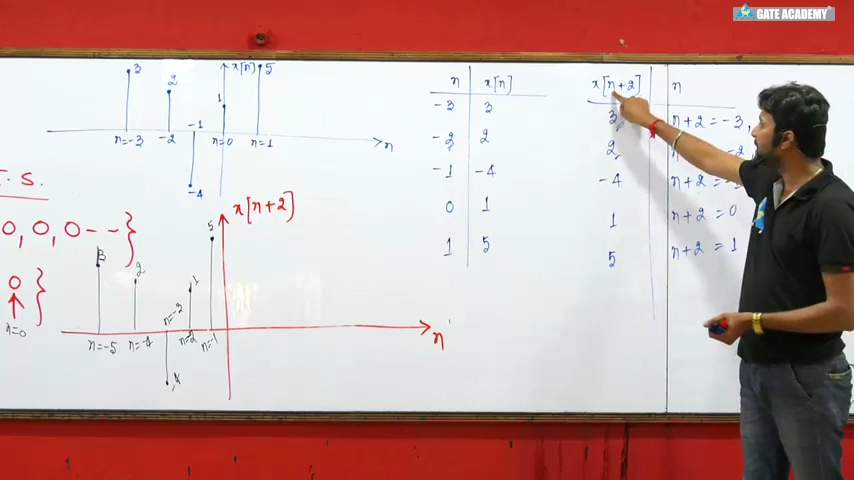 GATE ACADEMY
3
2
-1
-4
1
x[n]
5
n=-3
-2
n=0
n=1
n
T.S.
0,0,0--}
0}
n=0
x[n+2]
3
2
n=-3
1
5
n=-5
n=-4
n=-2
n=-1
n
n x[n]
-3 3
-2 2
-1 -4
0 1
1 5
x[n+2] n
3 n+2 = -3,
2 -2
-4 n+2 = -1
1 n+2 = 0
5 n+2 = 1